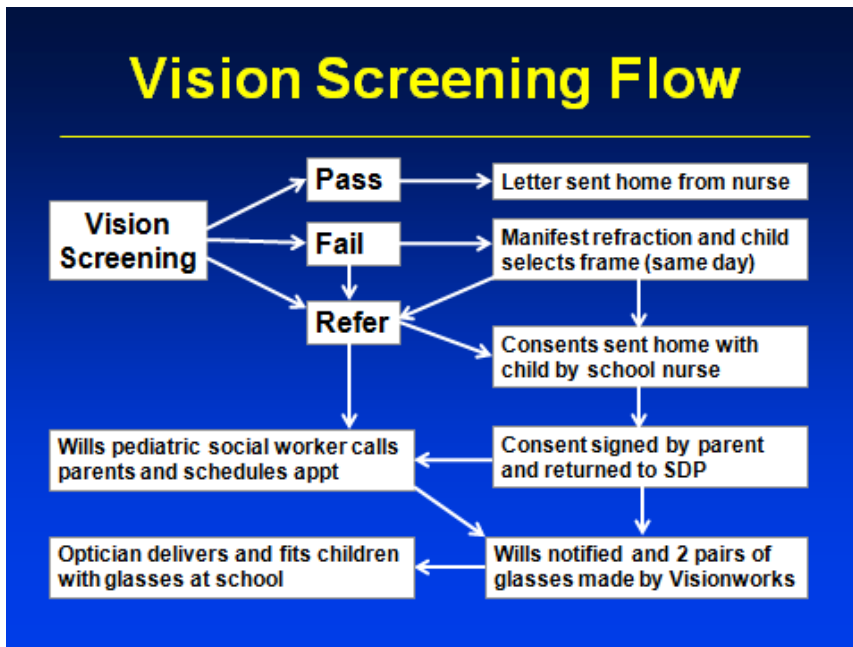 Vision Screening Flow
Pass
Letter sent home from nurse
Vision
Screening
Fail
Manifest refraction and child
selects frame (same day)
Refer
Consents sent home with
child by school nurse
Wills pediatric social worker calls
parents and schedules appt
Consent signed by parent
and returned to SDP
Optician delivers and fits children
with glasses at school
Wills notified and 2 pairs of
glasses made by Visionworks